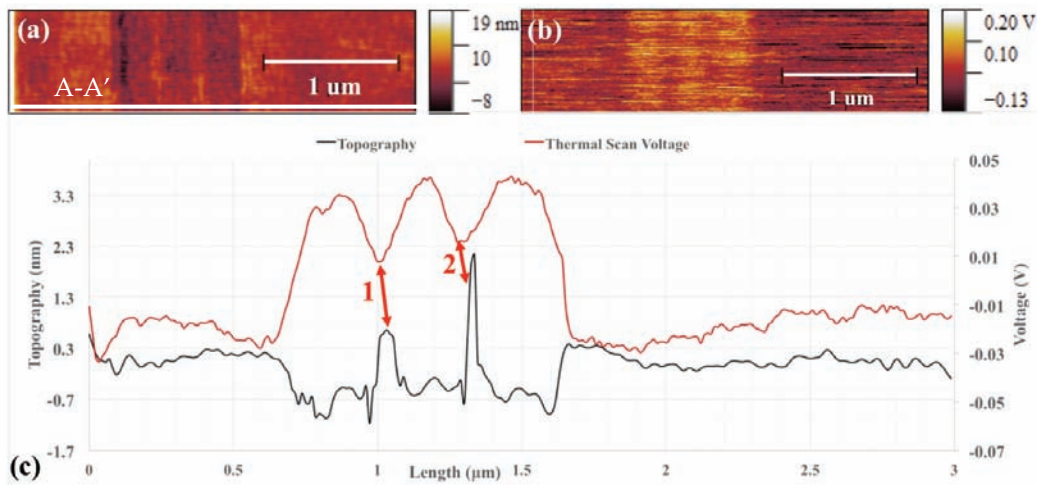 (a)
A-A′
1 um
19 nm
10
−8
(b)
1 um
0.20 V
0.10
−0.13
Topography
Thermal Scan Voltage
Topography (nm)
3.3
2.3
1.3
0.3
-0.7
-1.7
1
2
0.05
0.03
0.01
-0.01
-0.03
-0.05
-0.07
Voltage (V)
(c)
0
0.5
1
1.5
2
2.5
3
Length (μm)